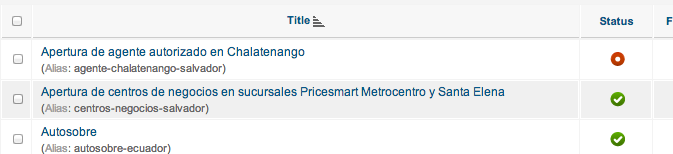 Title Status F
Apertura de agente autorizado en Chalatenango
(Alias: agente-chalatenango-salvador)
Apertura de centros de negocios en sucursales Pricesmart Metrocentro y Santa Elena
(Alias: centros-negocios-salvador)
Autosobre
(Alias: autosobre-ecuador)